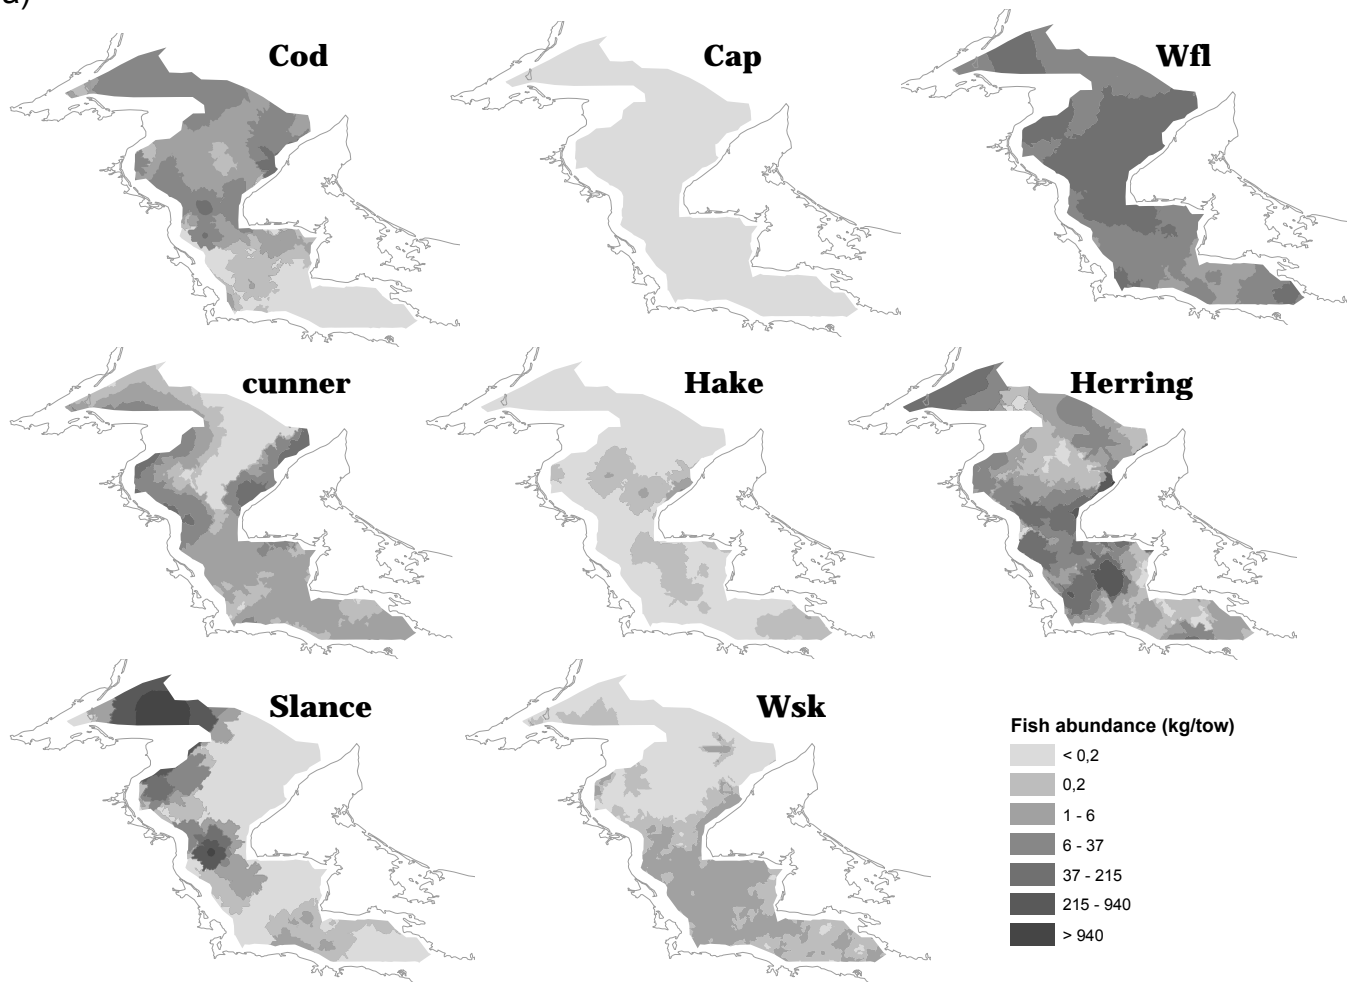 a)
Cod
Cap
Wfl
cunner
Hake
Herring
Slance
Wsk
Fish abundance (kg/tow)
< 0,2
0,2
1 - 6
6 - 37
37 - 215
215 - 940
> 940